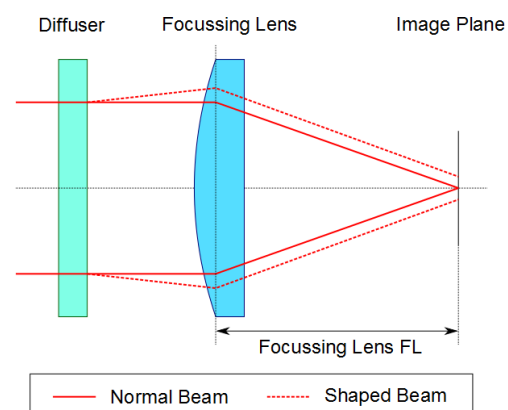 Diffuser Focussing Lens Image Plane
Focussing Lens FL
Normal Beam Shaped Beam